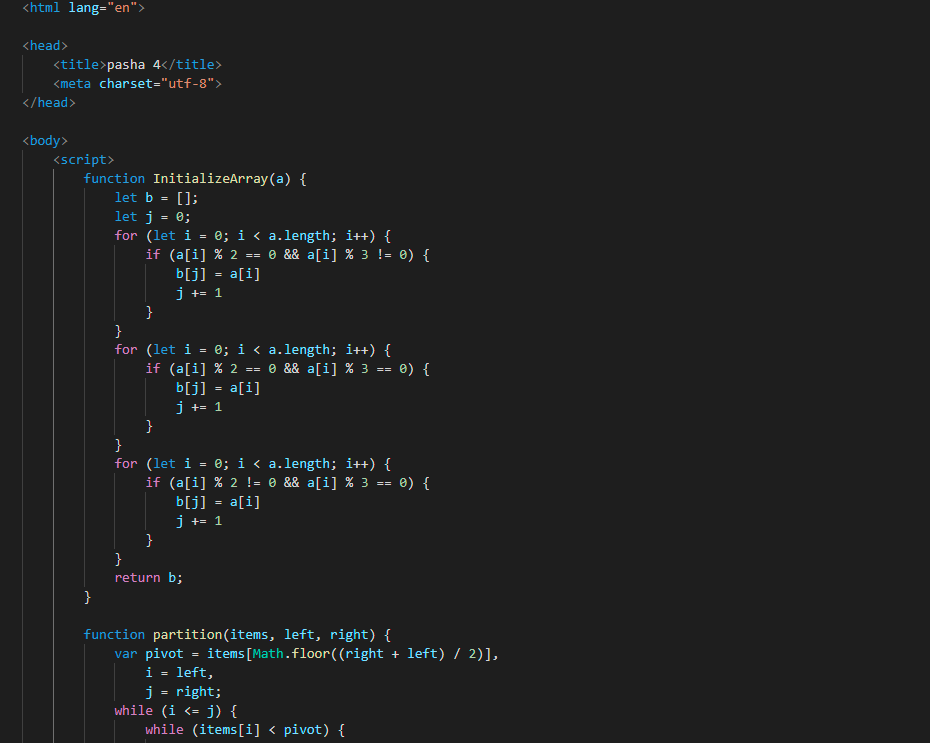 <html lang="en">
<head>
<title>pasha 4</title>
<meta charset="utf-8">
</head>
<body>
<script>
function InitializeArray(a) {
let b = [];
let j = 0;
for (let i = 0; i < a.length; i++) {
if (a[i] % 2 == 0 && a[i] % 3 != 0) {
b[j] = a[i]
j += 1
}
}
for (let i = 0; i < a.length; i++) {
if (a[i] % 2 == 0 && a[i] % 3 == 0) {
b[j] = a[i]
j += 1
}
}
for (let i = 0; i < a.length; i++) {
if (a[i] % 2 != 0 && a[i] % 3 == 0) {
b[j] = a[i]
j += 1
}
}
return b;
}
function partition(items, left, right) {
var pivot = items[Math.floor((right + left) / 2)],
i = left,
j = right;
while (i <= j) {
while (items[i] < pivot) {